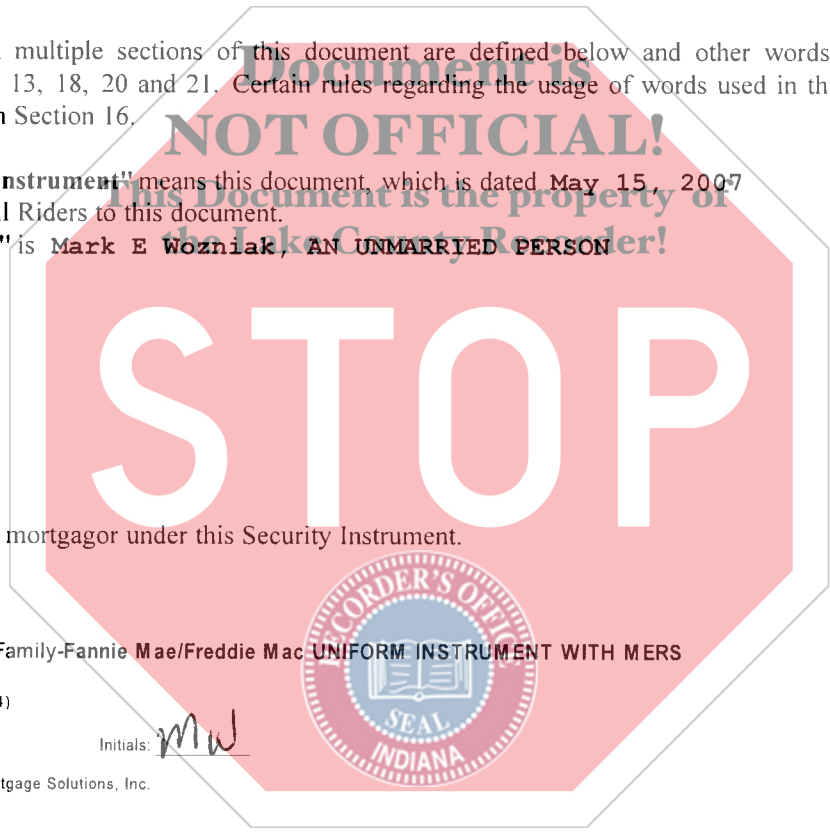 multiple sections of this document are defined below and other words
Document is
13, 18, 20 and 21. Certain rules regarding the usage of words used in th
Section 16.
NOT OFFICIAL!
nstrument" means this document, which is dated May 15, 2007
This Document is the property of
l Riders to this document.
" is Mark E Wozniak, AN UNMARRIED PERSON
the Lake County Recorder!
STOP
mortgagor under this Security Instrument.
RECORDER'S OFFICE
Family-Fannie Mae/Freddie Mac UNIFORM INSTRUMENT WITH MERS
4)
SEAL
Initials: MW
INDIANA
tgage Solutions, Inc.